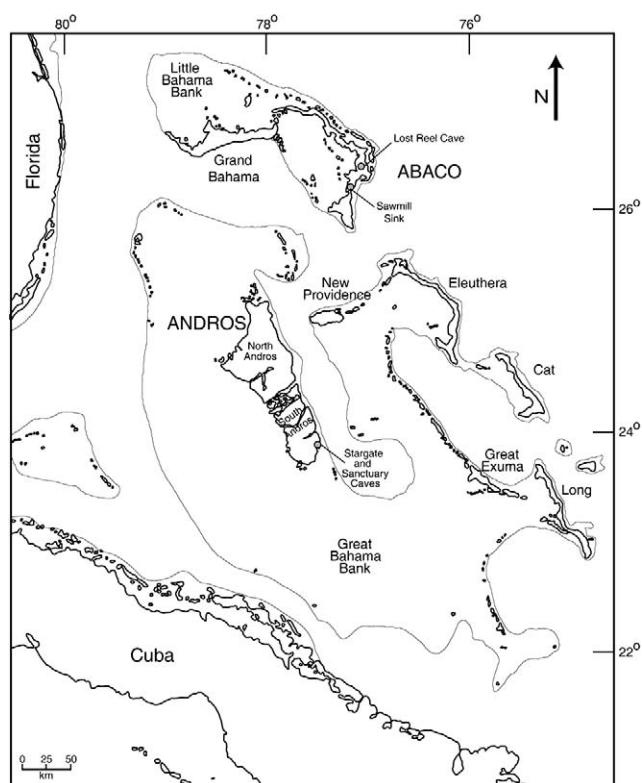 80°
78°
76°
Little
Bahama
Bank
N
Florida
Lost Reel Cave
Grand
Bahama
ABACO
Sawmill
Sink
26°
New
Providence
Eleuthera
ANDROS
North
Andros
Cat
South
Andros
24°
Stargate
and
Sanctuary
Caves
Great
Exuma
Long
Great
Bahama
Bank
22°
Cuba
0 25 50
km